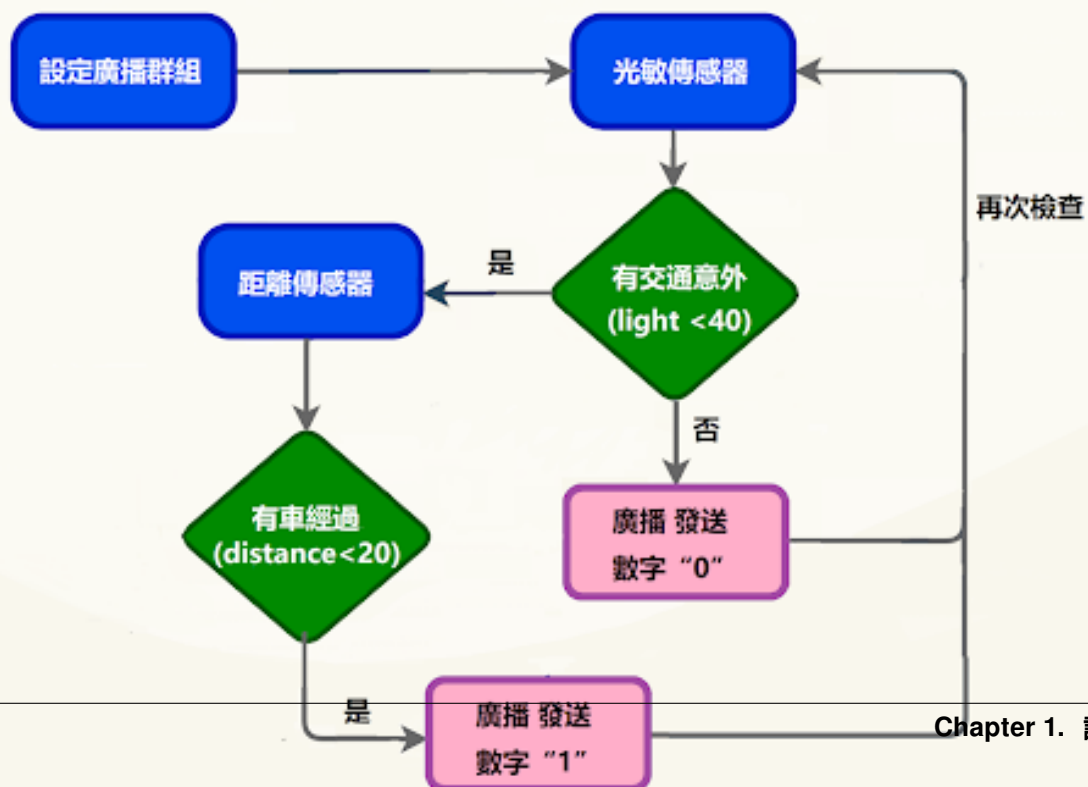 設定廣播群組
光敏傳感器
再次檢查
距離傳感器
是
有交通意外
(light <40)
否
有車經過
(distance<20)
廣播 發送
數字 “0”
是
廣播 發送
數字 “1”
Chapter 1.